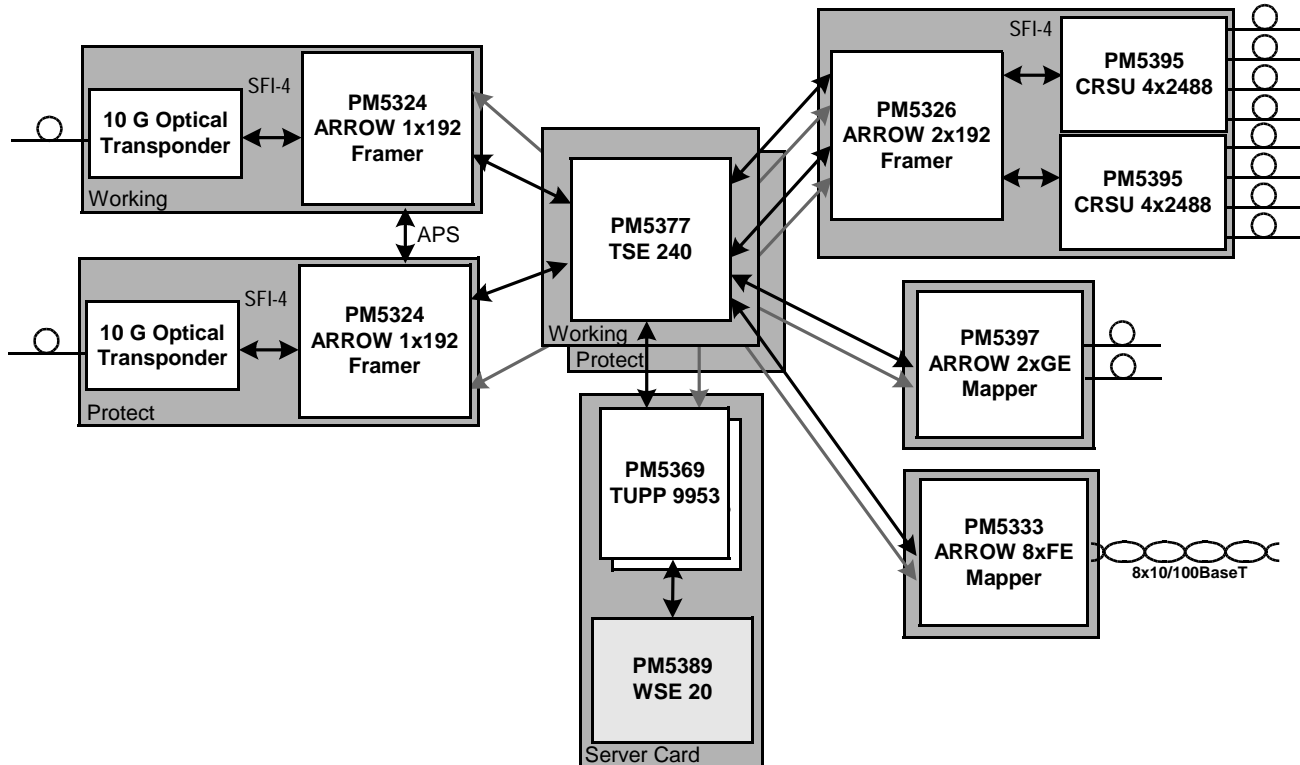 10 G Optical
Transponder
SFI-4
PM5324
ARROW 1x192
Framer
Working
APS
10 G Optical
Transponder
SFI-4
PM5324
ARROW 1x192
Framer
Protect
PM5377
TSE 240
Working
Protect
PM5326
ARROW 2x192
Framer
SFI-4
PM5395
CRSU 4x2488
PM5395
CRSU 4x2488
PM5397
ARROW 2xGE
Mapper
PM5333
ARROW 8xFE
Mapper
8x10/100BaseT
PM5369
TUPP 9953
PM5389
WSE 20
Server Card